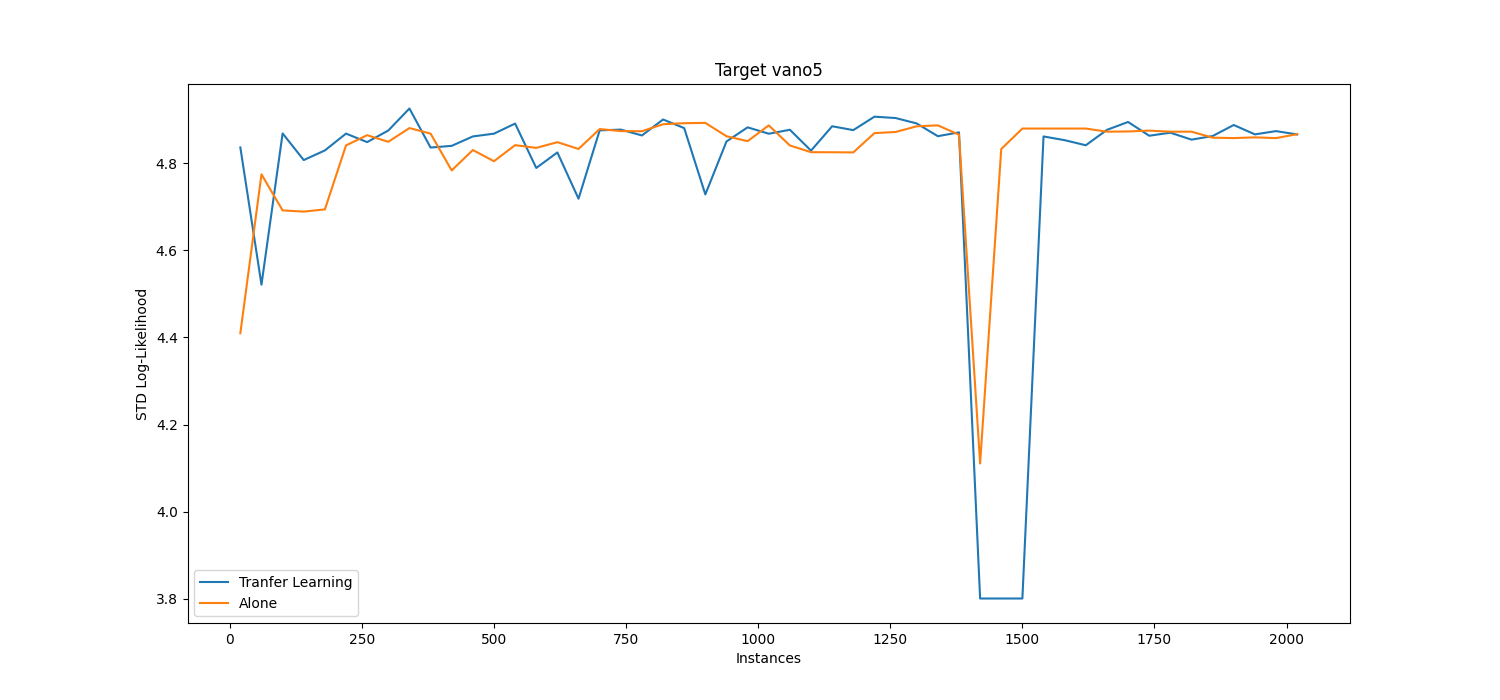 Target vano5
STD Log-Likelihood
4.8
4.6
4.4
4.2
4.0
3.8
Tranfer Learning
Alone
0 250 500 750 1000 1250 1500 1750 2000
Instances